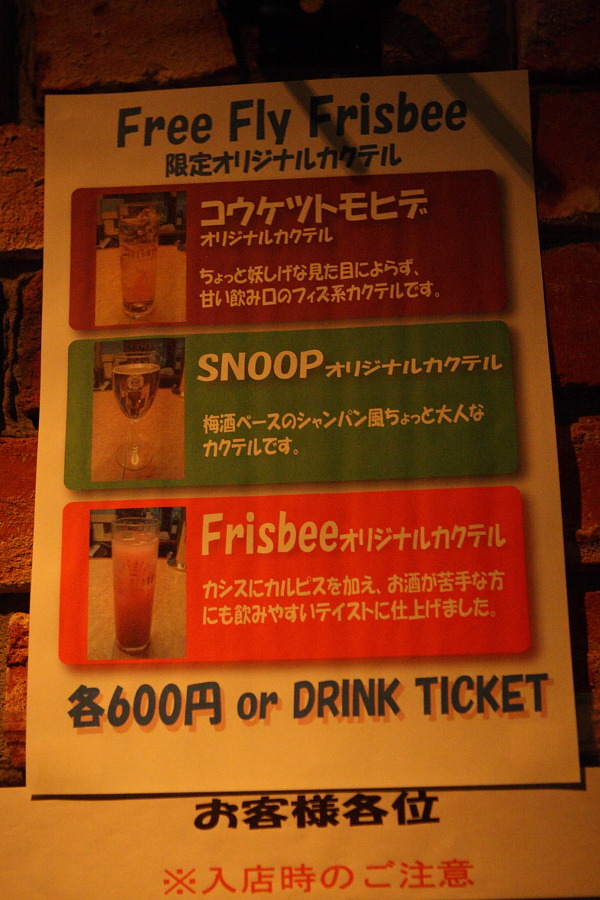 Free Fly Frisbee
限定オリジナルカクテル
コウケツトモヒデ
オリジナルカクテル
ちょっと妖しげな見た目によらず、
甘い飲み口のフィズ系カクテルです。
SNOOPオリジナルカクテル
梅酒ベースのシャンパン風ちょっと大人な
カクテルです。
Frisbeeオリジナルカクテル
カシスにカルピスを加え、お酒が苦手な方
にも飲みやすいテイストに仕上げました。
各600円 or DRINK TICKET
お客様各位
※入店時のご注意